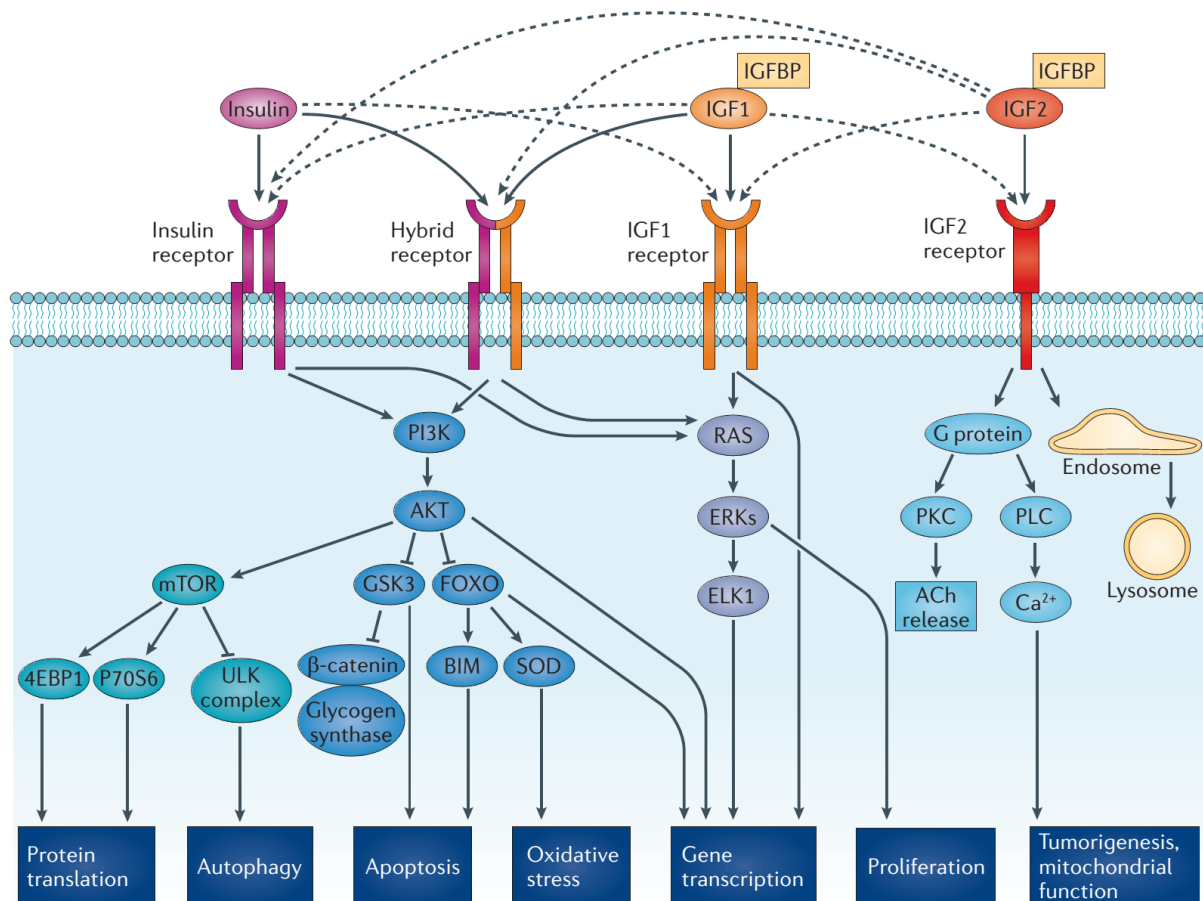 IGFBP
IGFBP
Insulin
IGF1
IGF2
Insulin
receptor
Hybrid
receptor
IGF1
receptor
IGF2
receptor
PI3K
RAS
G protein
Endosome
AKT
ERKs
PKC
PLC
mTOR
GSK3
FOXO
ELK1
ACh
release
Ca²⁺
Lysosome
4EBP1
P70S6
ULK
complex
β-catenin
BIM
SOD
Glycogen
synthase
Protein
translation
Autophagy
Apoptosis
Oxidative
stress
Gene
transcription
Proliferation
Tumorigenesis,
mitochondrial
function